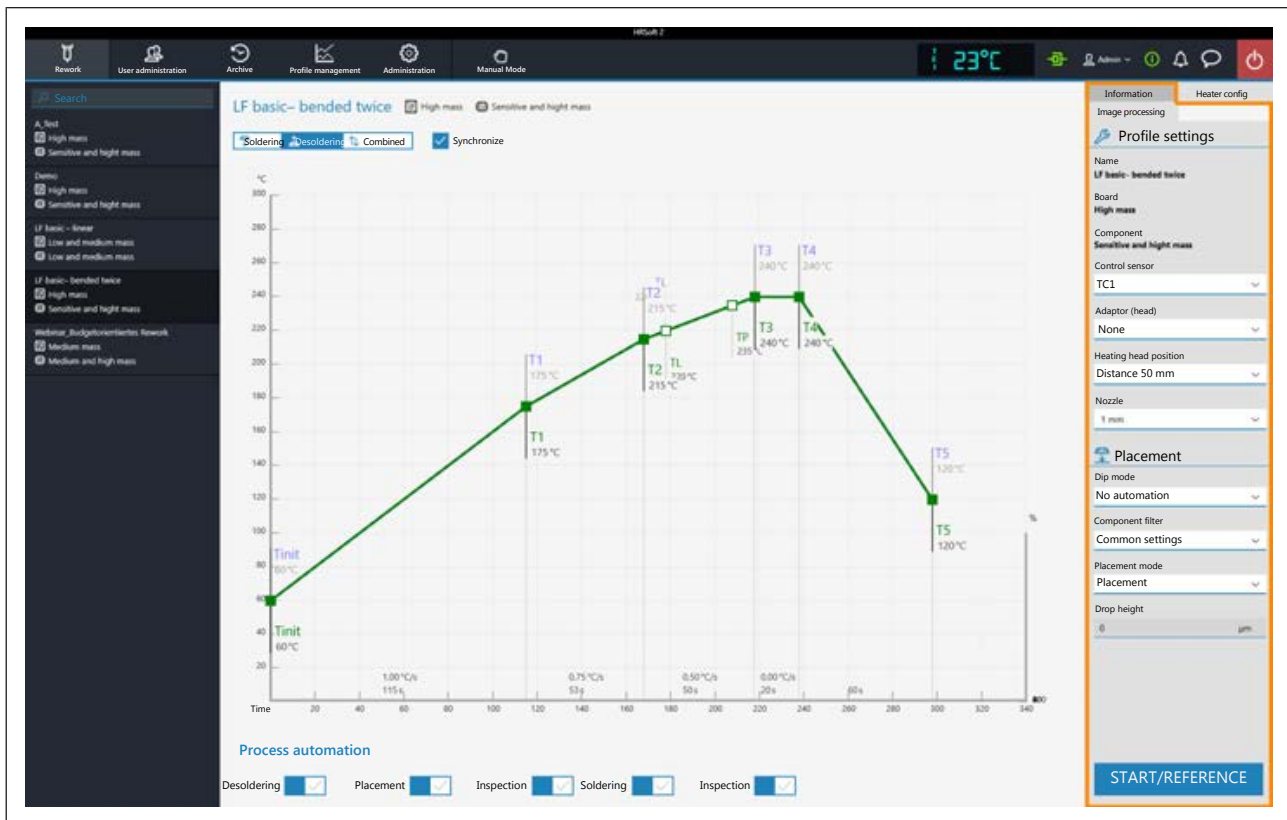 HRSoft 2
Rework
User administration
Archive
Profile management
Administration
Manual Mode
23°C
Admin
Search
A_Test
High mass
Sensitive and hight mass
Demo
High mass
Sensitive and hight mass
LF basic - linear
Low and medium mass
Low and medium mass
LF basic- bended twice
High mass
Sensitive and hight mass
Webinar_Budgetorientiertes Rework
Medium mass
Medium and high mass
LF basic– bended twice High mass Sensitive and hight mass
Soldering Desoldering Combined Synchronize
°C
300
280
260
240
220
200
180
160
140
120
100
80
60
40
20
Tinit
60°C
Tinit
60°C
T1
175°C
T1
175°C
T2
215°C
T2
215°C
TL
TL
TP
235°C
T3
240°C
T3
240°C
T4
240°C
T4
240°C
T5
120°C
T5
120°C
%
1.00°C/s 0.75°C/s 0.50°C/s 0.00°C/s
115s 53s 50s 20s 60s
Time 20 40 60 80 100 120 140 160 180 200 220 240 260 280 300 320 340
Process automation
Desoldering Placement Inspection Soldering Inspection
Information Heater config
Image processing
Profile settings
Name
LF basic- bended twice
Board
High mass
Component
Sensitive and hight mass
Control sensor
TC1
Adaptor (head)
None
Heating head position
Distance 50 mm
Nozzle
1 mm
Placement
Dip mode
No automation
Component filter
Common settings
Placement mode
Placement
Drop height
0 µm
START/REFERENCE